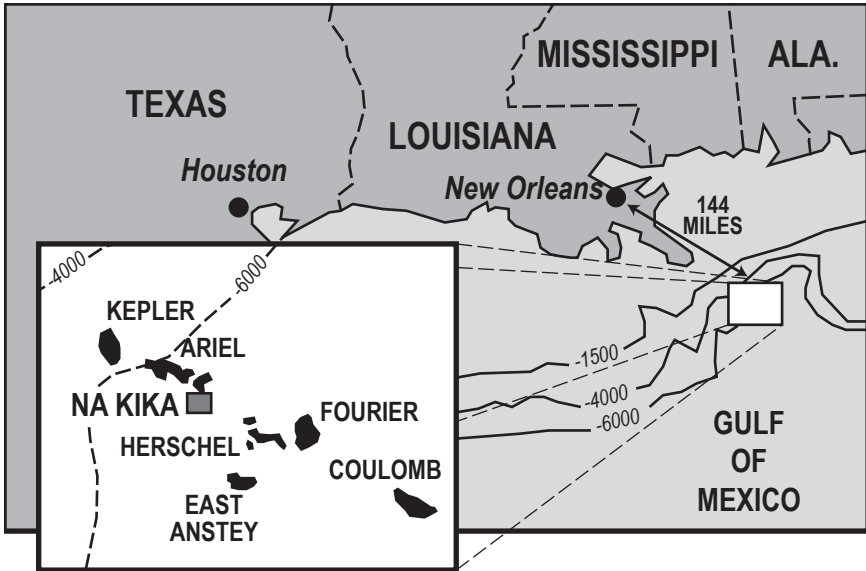 MISSISSIPPI
ALA.
TEXAS
LOUISIANA
Houston
New Orleans
144
MILES
-4000
-6000
KEPLER
ARIEL
NA KIKA
HERSCHEL
FOURIER
COULOMB
EAST
ANSTEY
-1500
-4000
-6000
GULF
OF
MEXICO